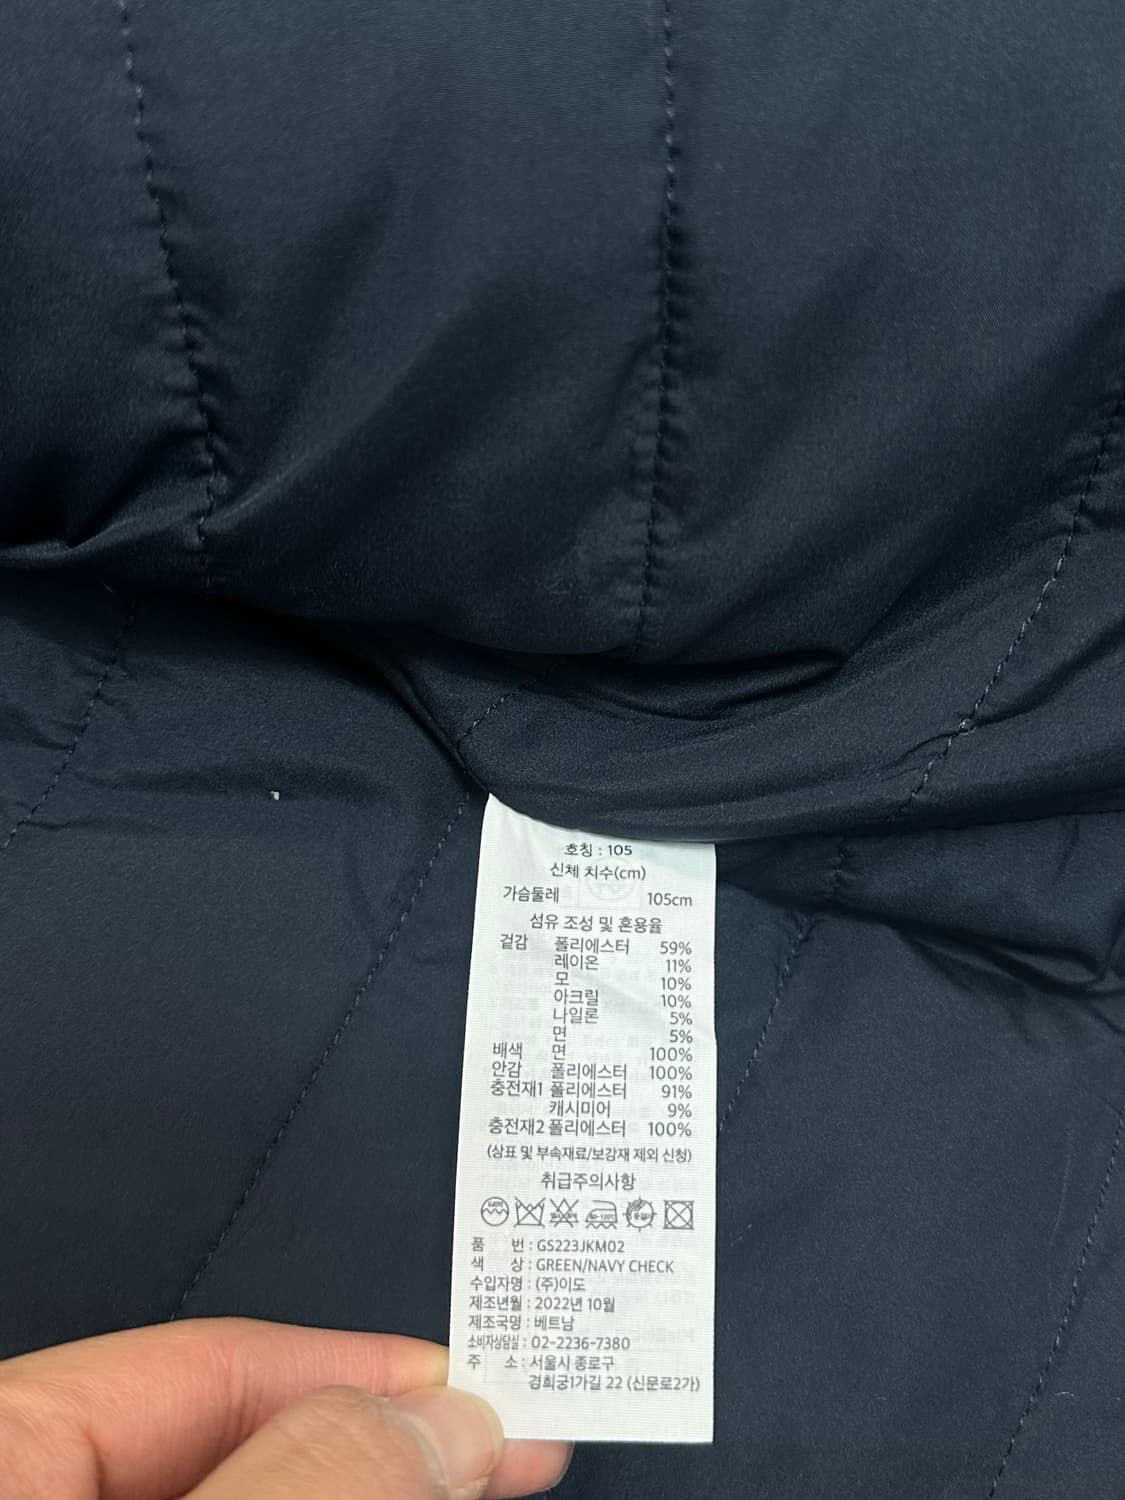 호칭 : 105
신체 치수(cm)
가슴둘레 105cm
섬유 조성 및 혼용율
겉감 폴리에스터 59%
레이온 11%
모 10%
아크릴 10%
나일론 5%
면 5%
배색 면 100%
안감 폴리에스터 100%
충전재1 폴리에스터 91%
캐시미어 9%
충전재2 폴리에스터 100%
(상표 및 부속재료/보강재 제외 신청)
취급주의사항
품 번 : GS223JKM02
색 상 : GREEN/NAVY CHECK
수입자명 : (주)이도
제조년월 : 2022년 10월
제조국명 : 베트남
소비자상담실 : 02-2236-7380
주 소 : 서울시 종로구
경희궁1가길 22 (신문로2가)